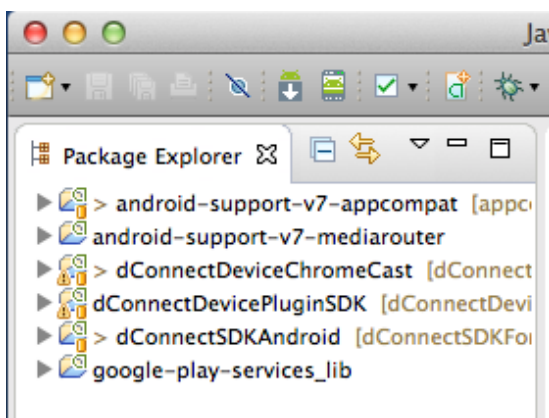 Ja
Package Explorer
> android-support-v7-appcompat [appc
android-support-v7-mediarouter
> dConnectDeviceChromeCast [dConnect
dConnectDevicePluginSDK [dConnectDevi
> dConnectSDKAndroid [dConnectSDKFor
google-play-services_lib